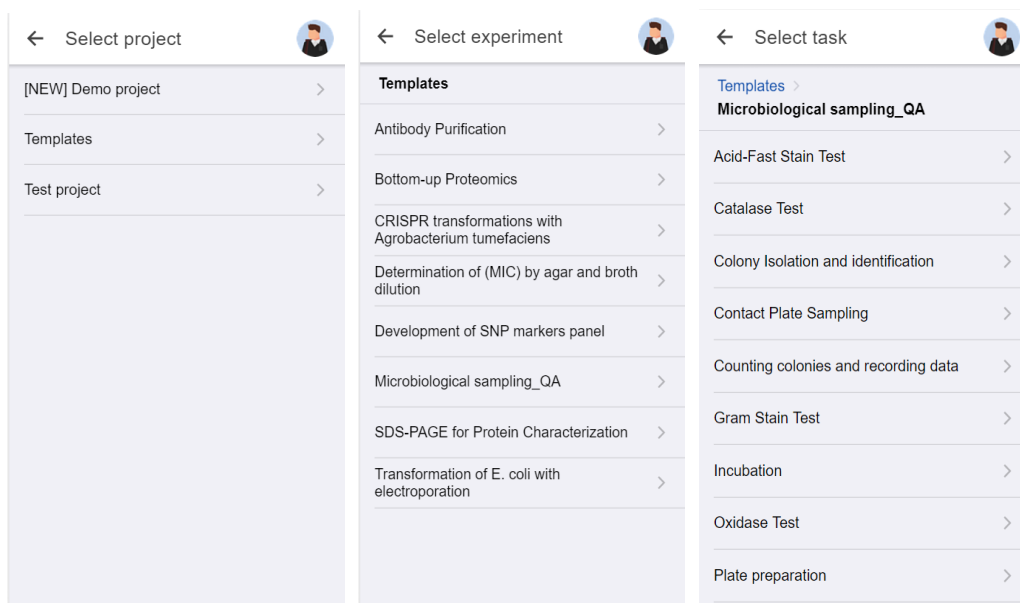 Select project
[NEW] Demo project
Templates
Test project
Select experiment
Templates
Antibody Purification
Bottom-up Proteomics
CRISPR transformations with
Agrobacterium tumefaciens
Determination of (MIC) by agar and broth
dilution
Development of SNP markers panel
Microbiological sampling_QA
SDS-PAGE for Protein Characterization
Transformation of E. coli with
electroporation
Select task
Templates
Microbiological sampling_QA
Acid-Fast Stain Test
Catalase Test
Colony Isolation and identification
Contact Plate Sampling
Counting colonies and recording data
Gram Stain Test
Incubation
Oxidase Test
Plate preparation